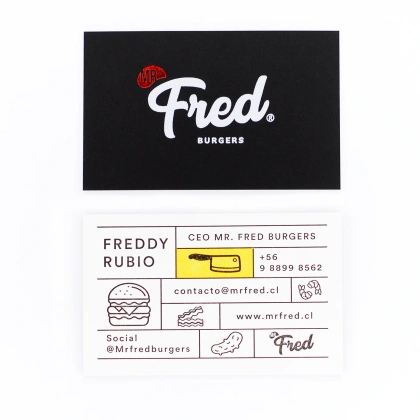 MR
Fred®
BURGERS
FREDDY
RUBIO
CEO MR. FRED BURGERS
+56
9 8899 8562
contacto@mrfred.cl
www.mrfred.cl
Social
@Mrfredburgers
Fred